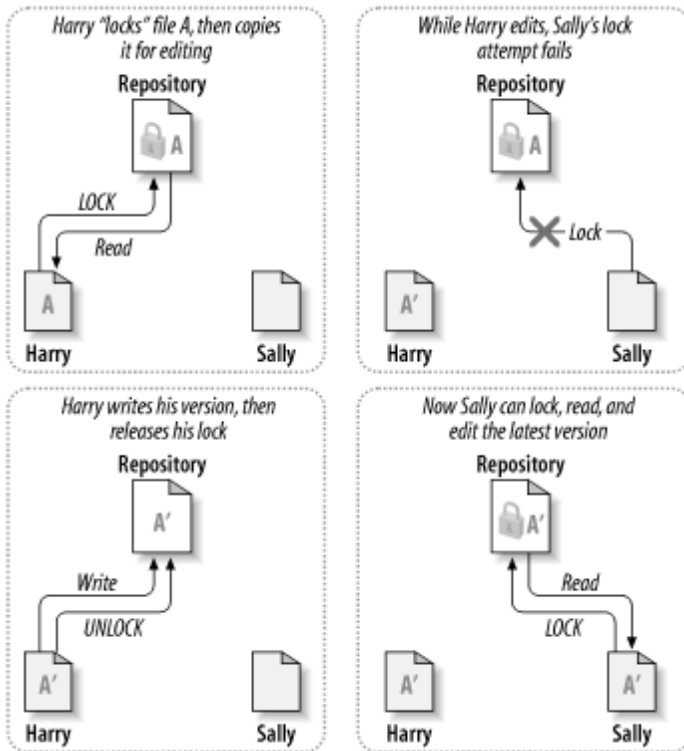 Harry “locks” file A, then copies
it for editing
Repository
A
LOCK
Read
A
Harry
Sally
While Harry edits, Sally’s lock
attempt fails
Repository
A
Lock
A′
Harry
Sally
Harry writes his version, then
releases his lock
Repository
A′
Write
UNLOCK
A′
Harry
Sally
Now Sally can lock, read, and
edit the latest version
Repository
A′
Read
LOCK
A′
A′
Harry
Sally